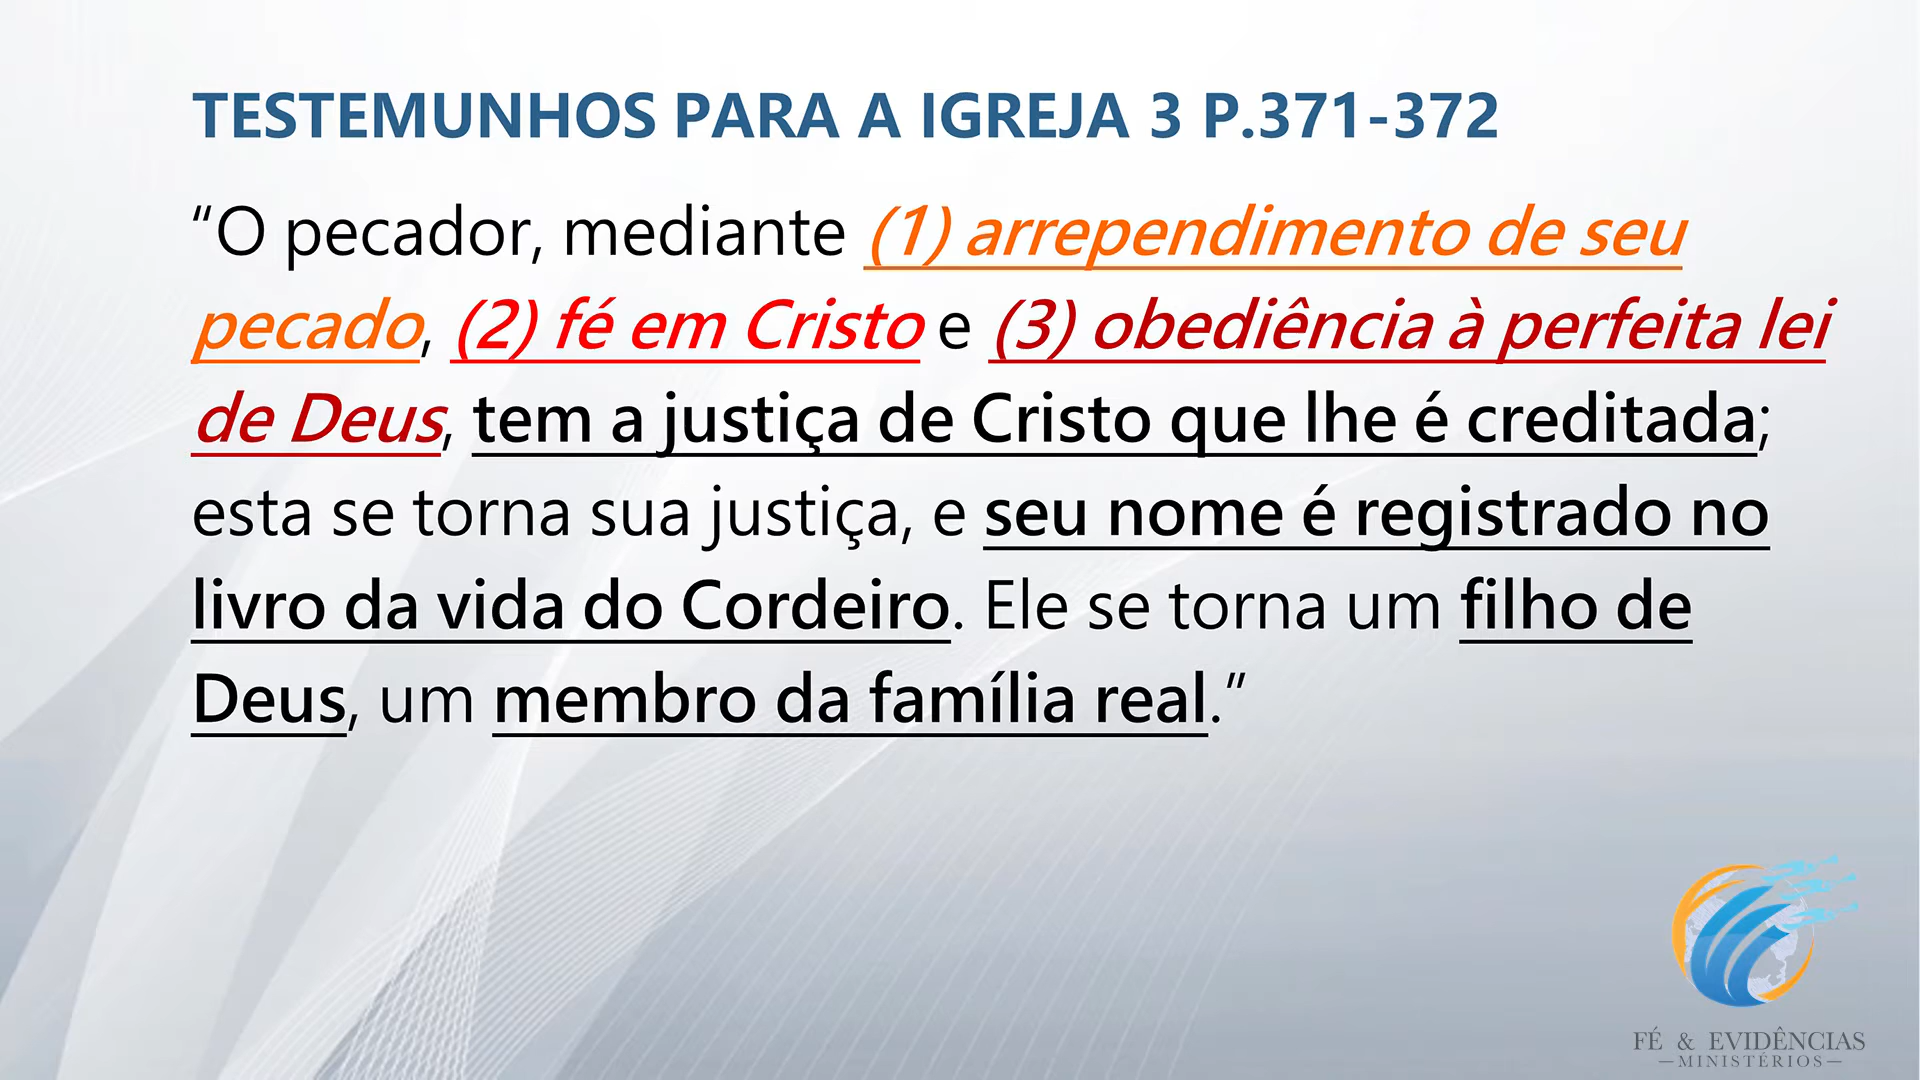 TESTEMUNHOS PARA A IGREJA 3 P.371-372
“O pecador, mediante (1) arrependimento de seu
pecado, (2) fé em Cristo e (3) obediência à perfeita lei
de Deus, tem a justiça de Cristo que lhe é creditada;
esta se torna sua justiça, e seu nome é registrado no
livro da vida do Cordeiro. Ele se torna um filho de
Deus, um membro da família real.”
FÉ & EVIDÊNCIAS
—MINISTÉRIOS—